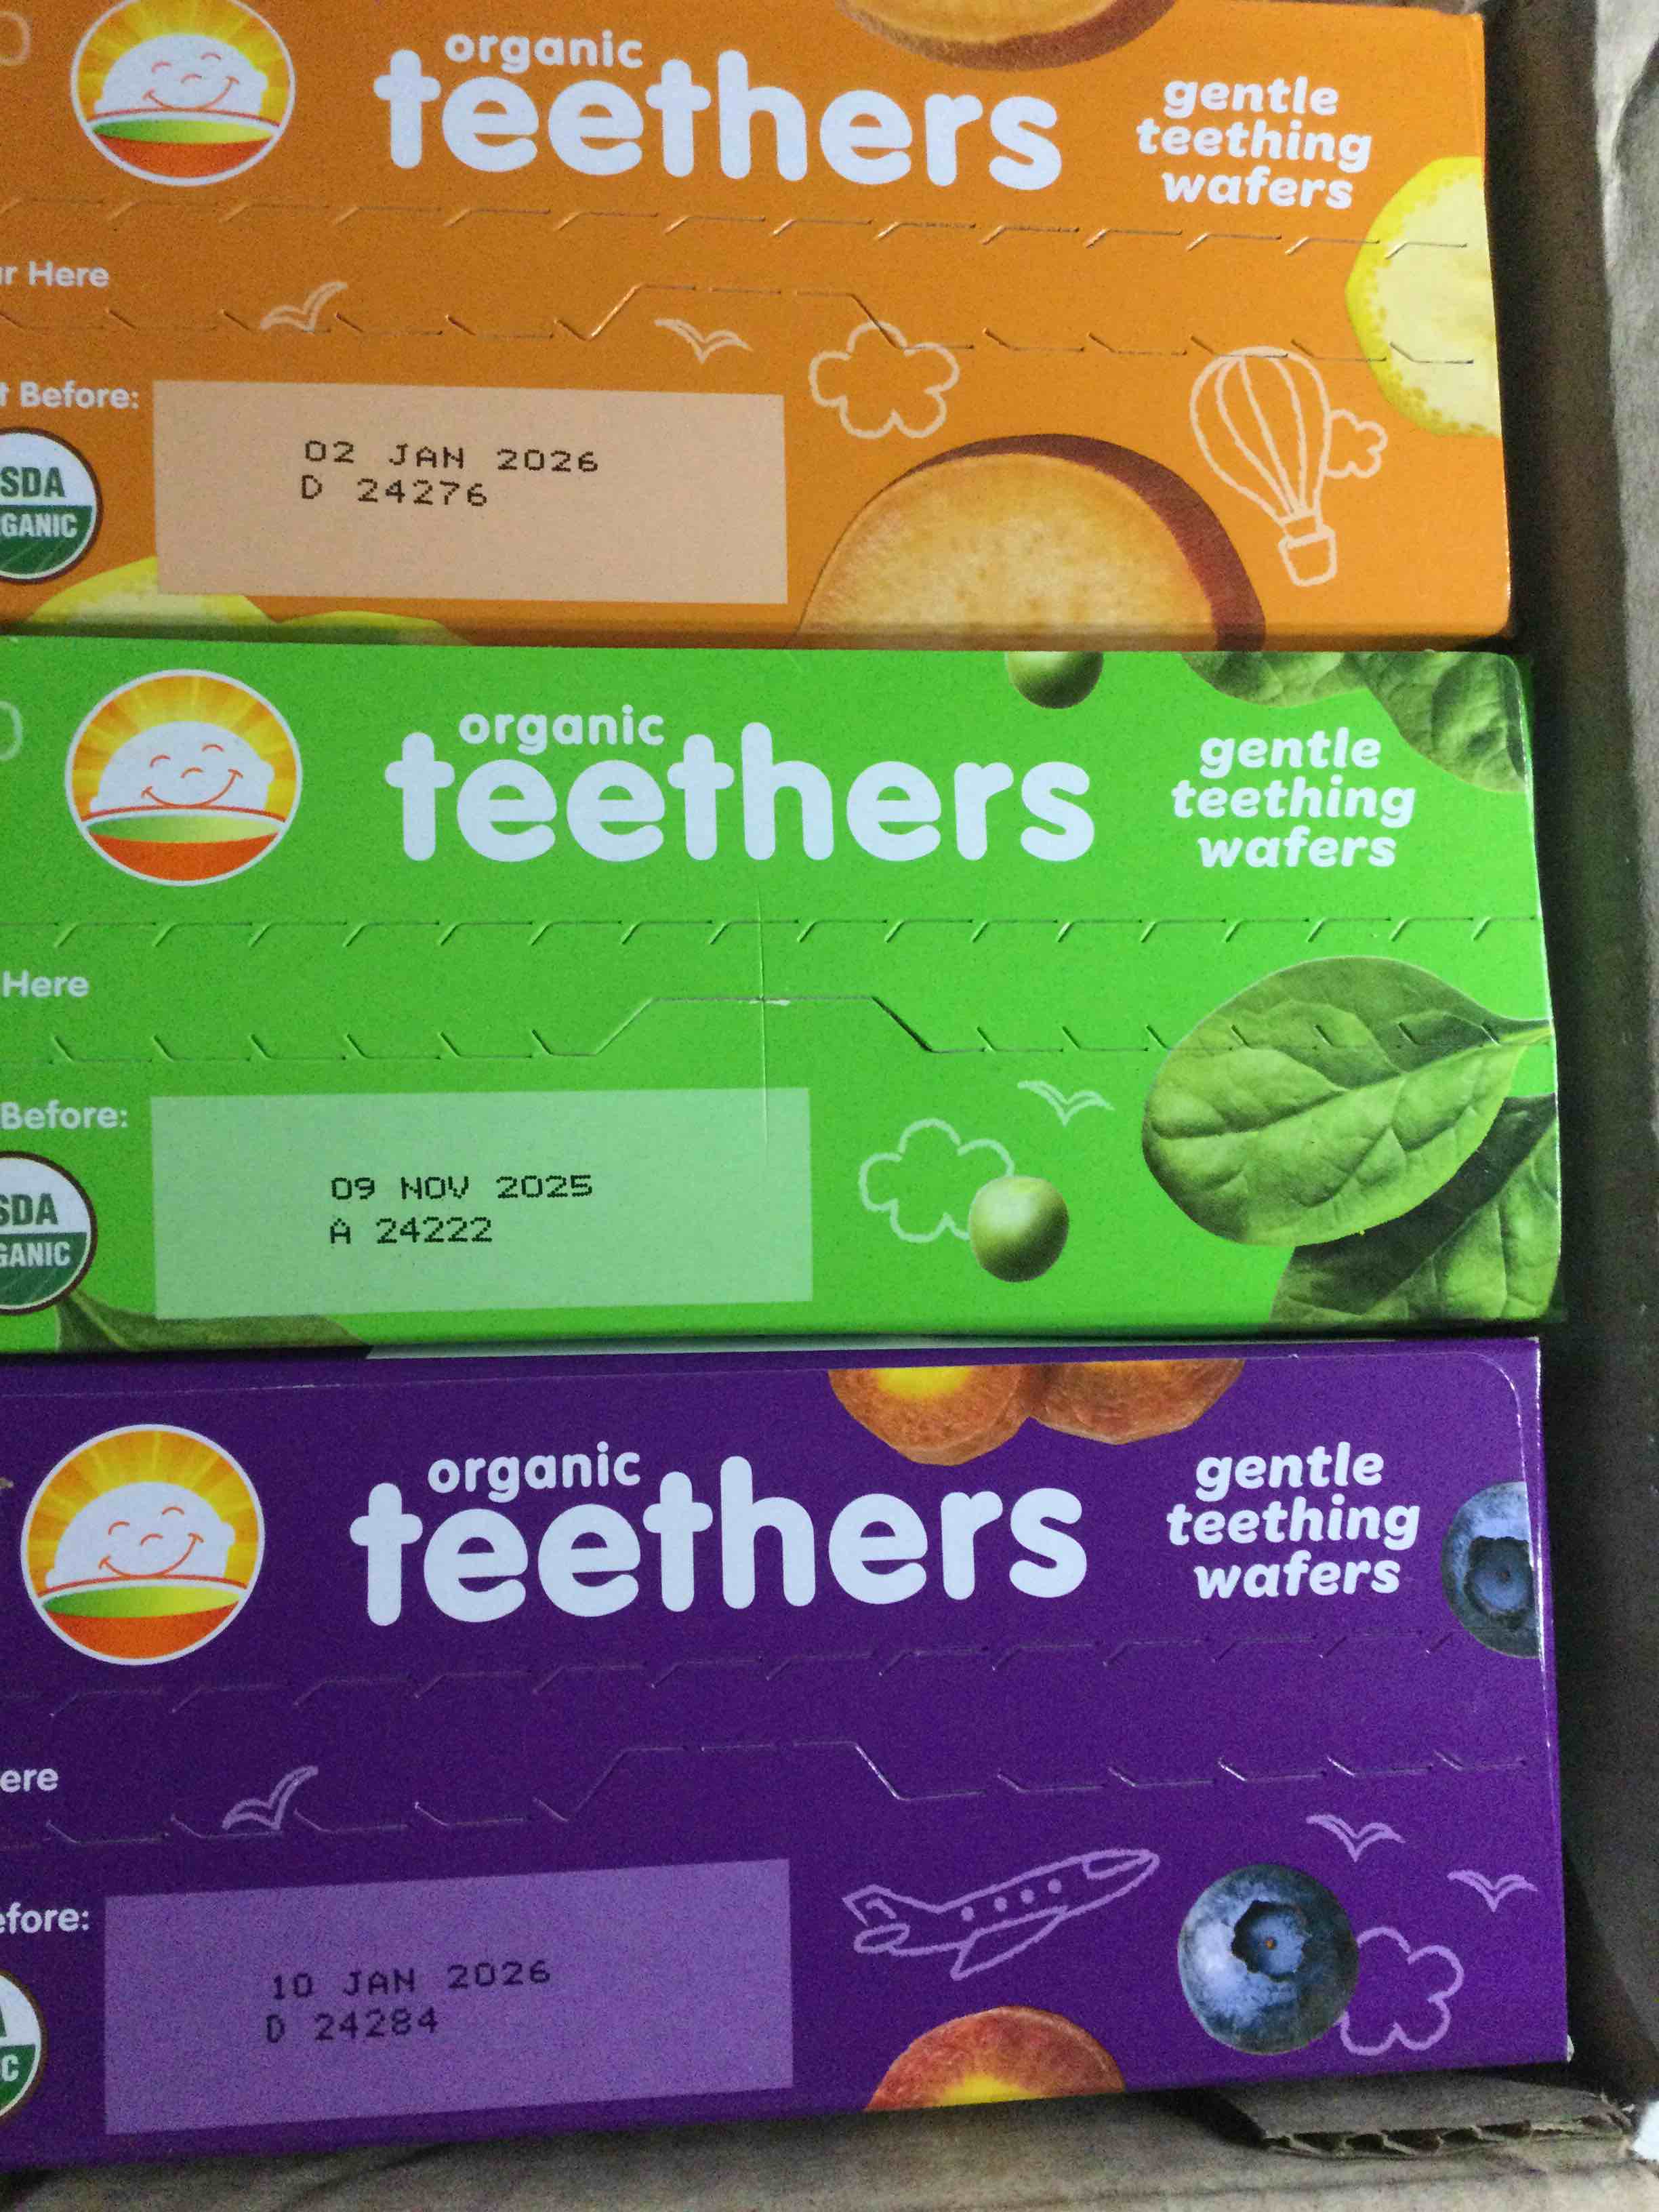 organic
teethers
gentle
teething
wafers
Here
Before:
02 JAN 2026
D 24276
SDA
GANIC
organic
teethers
gentle
teething
wafers
Here
Before:
09 NOV 2025
A 24222
SDA
GANIC
organic
teethers
gentle
teething
wafers
ere
efore:
10 JAN 2026
D 24284
C